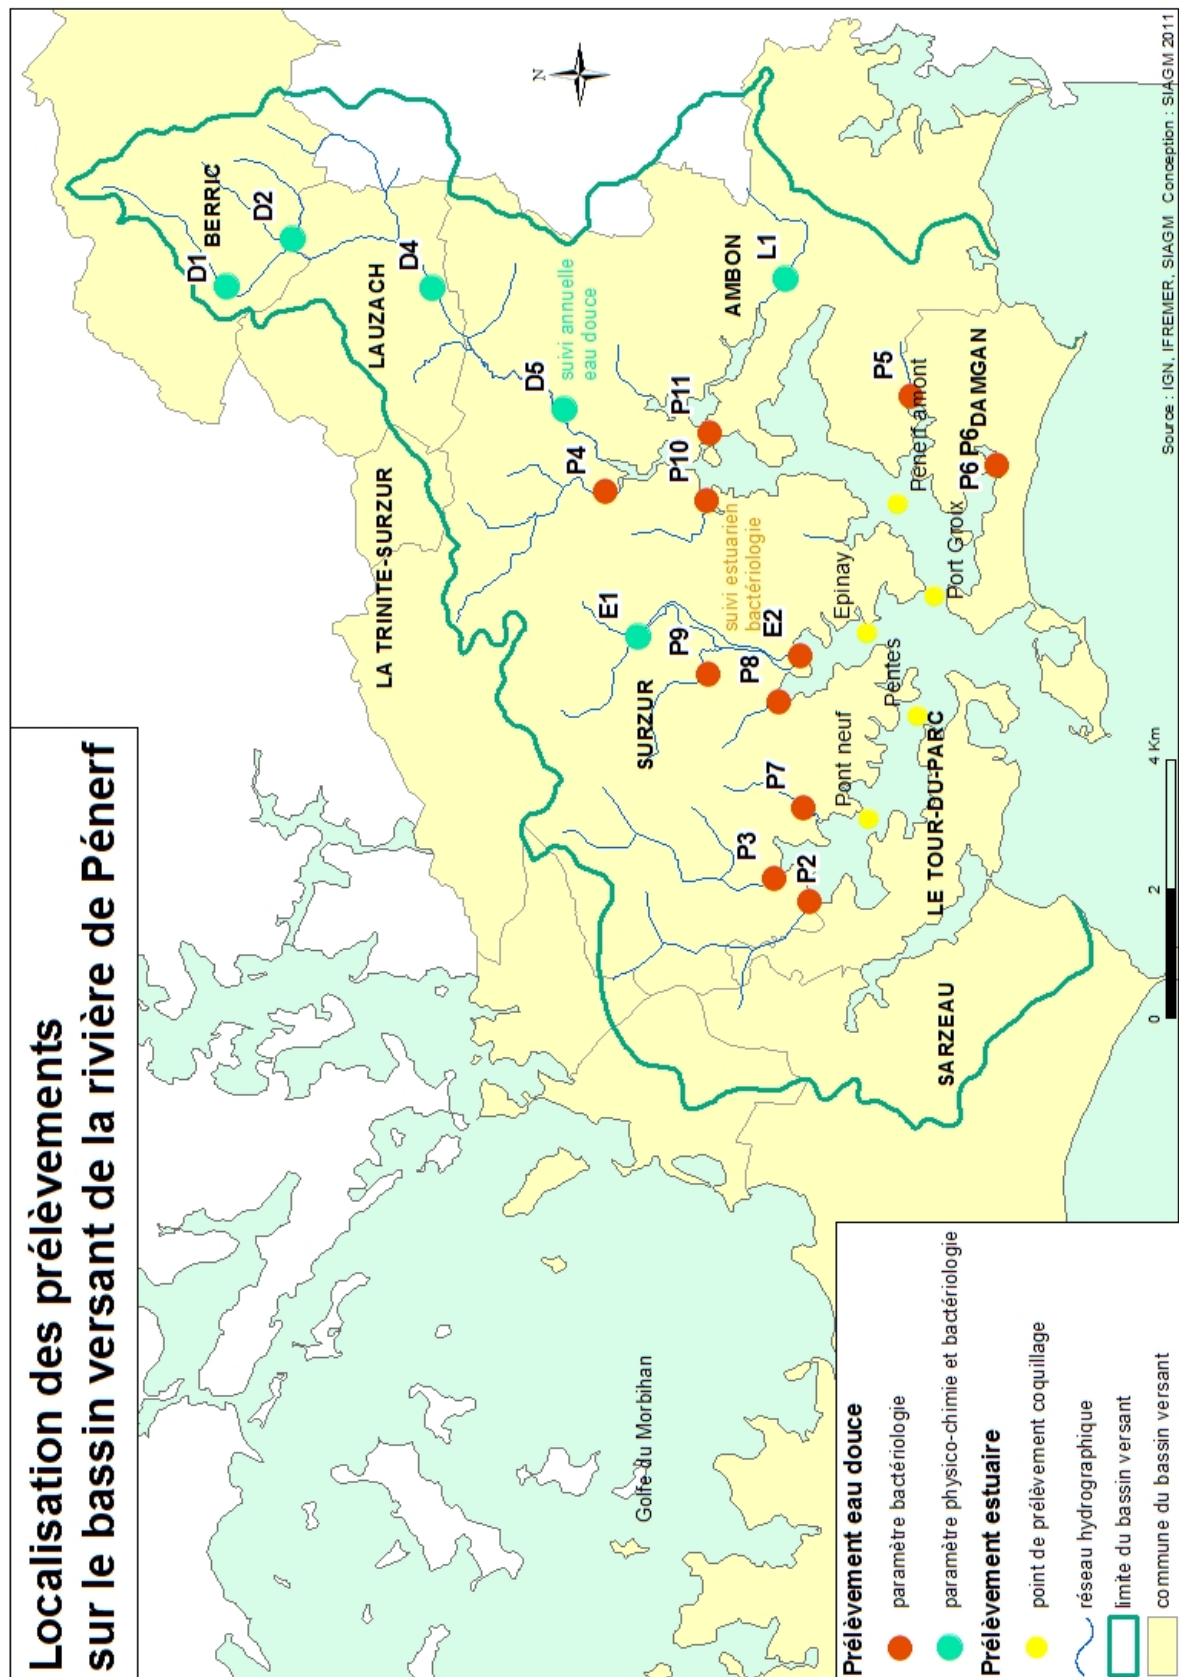 Localisation des prélèvements
sur le bassin versant de la rivière de Pénerf
N
BERRIC
D1
D2
LAUZACH
D4
LA TRINITE-SURZUR
D5
suivi annuelle
eau douce
P4
AMBON
L1
P11
P10
suivi estuarien
bactériologie
E1
P9
SURZUR
E2
P8
P7
P3
P2
P5
Pénerf amont
P6 P6
DAMGAN
Port Groix
Epinay
Pentes
Pont neuf
LE TOUR-DU-PARC
SARZEAU
Golfe du Morbihan
0 2 4 Km
Prélèvement eau douce
paramètre bactériologie
paramètre physico-chimie et bactériologie
Prélèvement estuaire
point de prélèvement coquillage
réseau hydrographique
limite du bassin versant
commune du bassin versant
Source : IGN, IFREMER, SIAGM Conception : SIAGM 2011